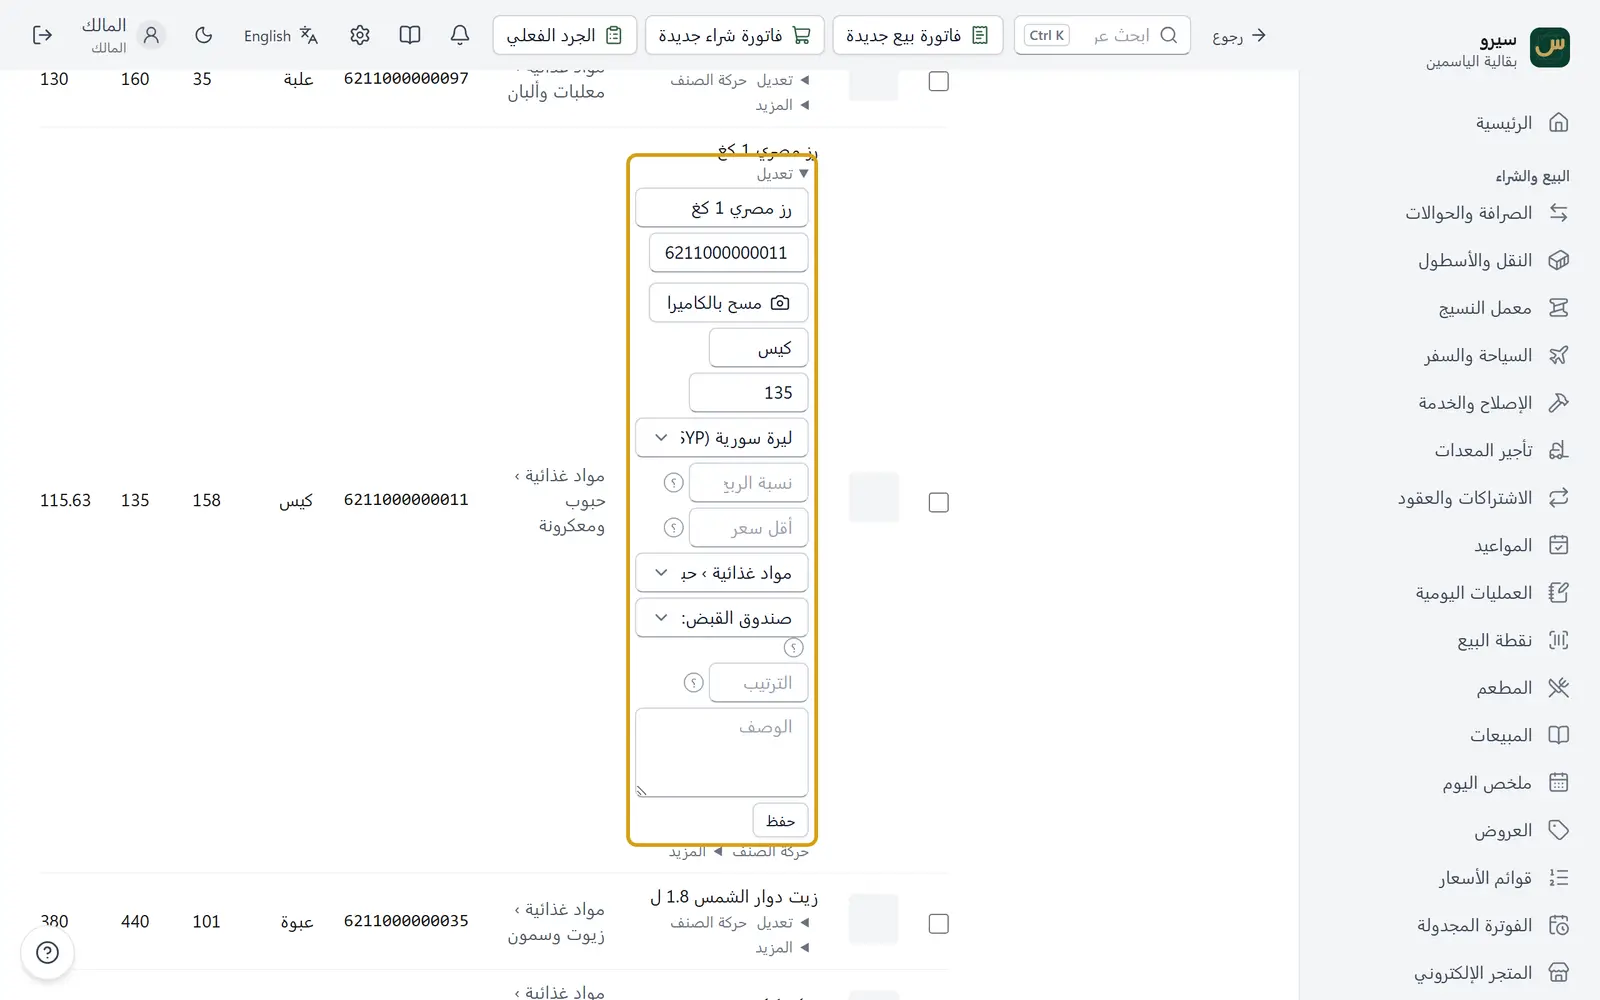 سيرو
بقالية الياسمين
رجوع
ابحث عن
Ctrl K
فاتورة بيع جديدة
فاتورة شراء جديدة
الجرد الفعلي
English
المالك
المالك
الرئيسية
البيع والشراء
الصرافة والحوالات
النقل والأسطول
معمل النسيج
السياحة والسفر
الإصلاح والخدمة
تأجير المعدات
الاشتراكات والعقود
المواعيد
العمليات اليومية
نقطة البيع
المطعم
المبيعات
ملخص اليوم
العروض
قوائم الأسعار
الفوترة المجدولة
المتجر الإلكتروني
تعديل حركة الصنف
المزيد
مواد غذائية ›
معلبات وألبان
6211000000097
علبة
35
160
130
رز مصري 1 كغ
تعديل
رز مصري 1 كغ
6211000000011
مسح بالكاميرا
كيس
135
ليرة سورية (SYP
نسبة الربح
؟
أقل سعر
؟
مواد غذائية › حب
صندوق القبض:
؟
الترتيب
؟
الوصف
حفظ
حركة الصنف المزيد
مواد غذائية ›
حبوب
ومعكرونة
6211000000011
كيس
158
135
115.63
زيت دوار الشمس 1.8 ل
تعديل حركة الصنف
المزيد
مواد غذائية ›
زيوت وسمون
6211000000035
عبوة
101
440
380
مواد غذائية ›